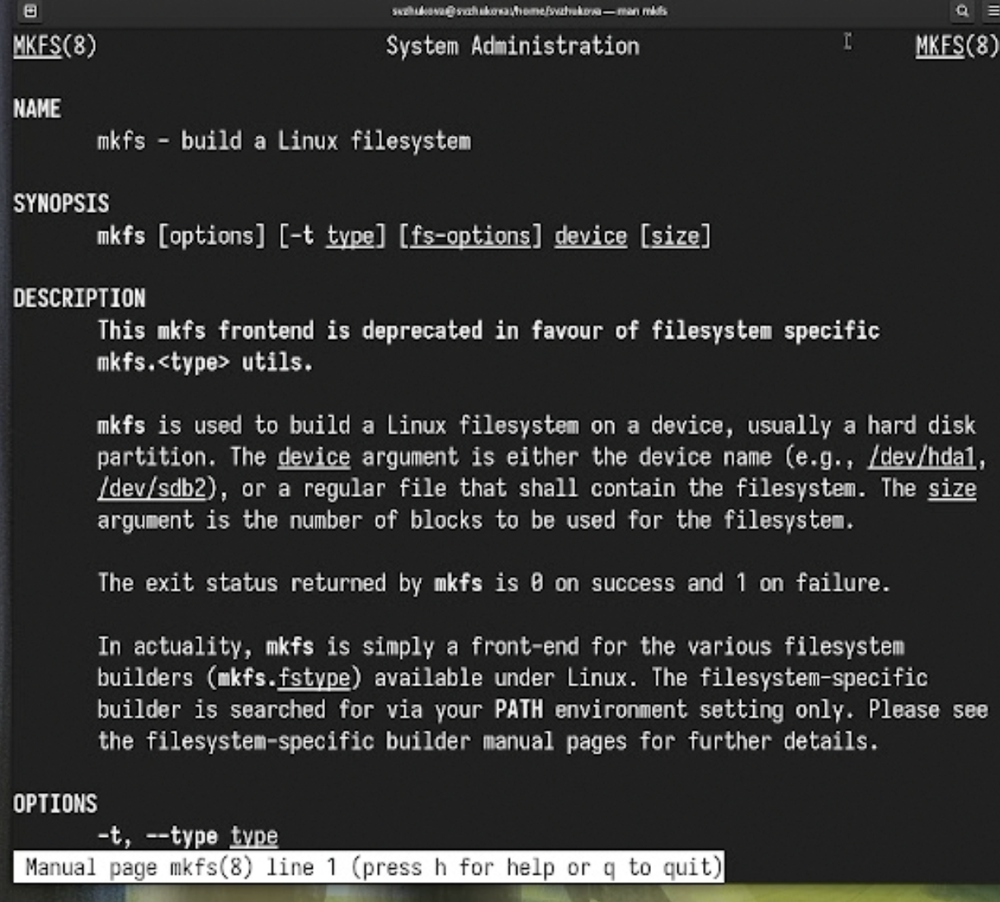 svzhukova@svzhukova:/home/svzhukova — man mkfs
MKFS(8) System Administration MKFS(8)
NAME
mkfs - build a Linux filesystem
SYNOPSIS
mkfs [options] [-t type] [fs-options] device [size]
DESCRIPTION
This mkfs frontend is deprecated in favour of filesystem specific
mkfs.<type> utils.
mkfs is used to build a Linux filesystem on a device, usually a hard disk
partition. The device argument is either the device name (e.g., /dev/hda1,
/dev/sdb2), or a regular file that shall contain the filesystem. The size
argument is the number of blocks to be used for the filesystem.
The exit status returned by mkfs is 0 on success and 1 on failure.
In actuality, mkfs is simply a front-end for the various filesystem
builders (mkfs.fstype) available under Linux. The filesystem-specific
builder is searched for via your PATH environment setting only. Please see
the filesystem-specific builder manual pages for further details.
OPTIONS
-t, --type type
Manual page mkfs(8) line 1 (press h for help or q to quit)